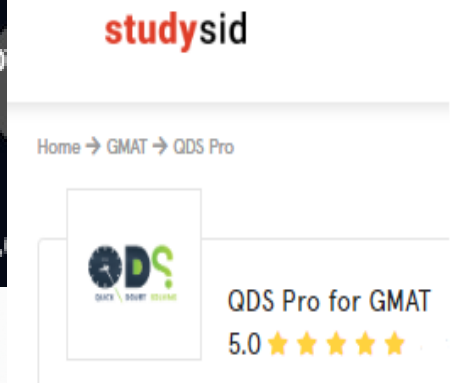 studysid
Home → GMAT → QDS Pro
QDS
QUICK DOUBT SOLVING
QDS Pro for GMAT
5.0